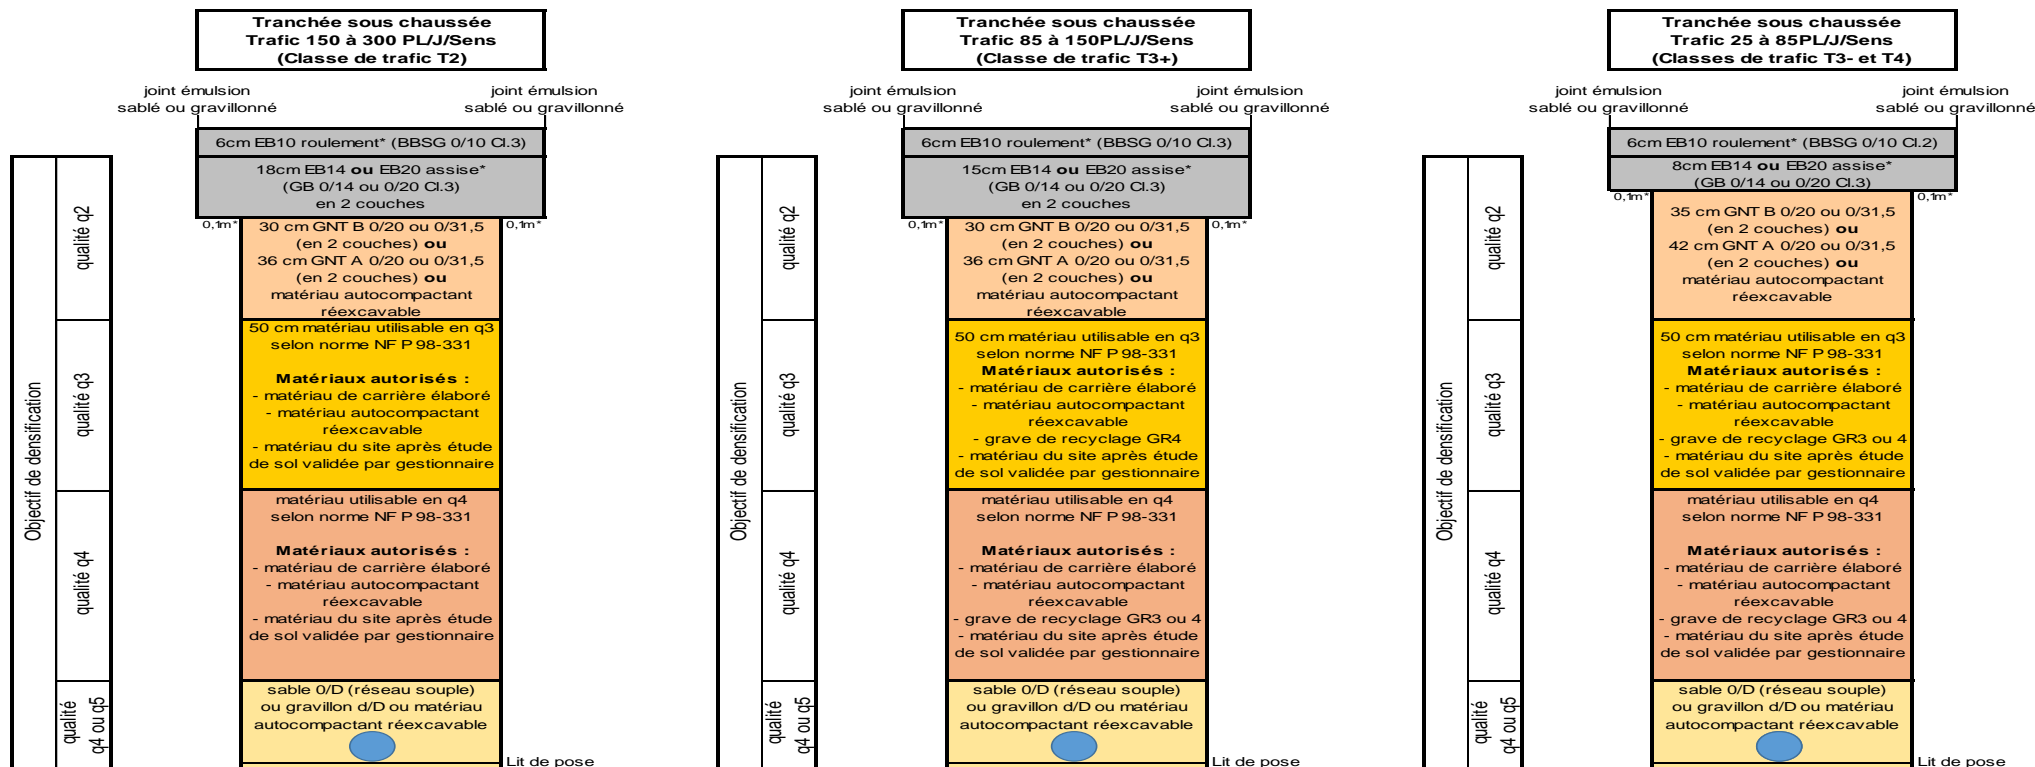 Tranchée sous chaussée
Trafic 150 à 300 PL/J/Sens
(Classe de trafic T2)
joint émulsion
sablé ou gravillonné
joint émulsion
sablé ou gravillonné
6cm EB10 roulement* (BBSG 0/10 Cl.3)
18cm EB14 ou EB20 assise*
(GB 0/14 ou 0/20 Cl.3)
en 2 couches
0,1m*
0,1m*
30 cm GNT B 0/20 ou 0/31,5
(en 2 couches) ou
36 cm GNT A 0/20 ou 0/31,5
(en 2 couches) ou
matériau autocompactant
réexcavable
50 cm matériau utilisable en q3
selon norme NF P 98-331
Matériaux autorisés :
- matériau de carrière élaboré
- matériau autocompactant
réexcavable
- matériau du site après étude
de sol validée par gestionnaire
matériau utilisable en q4
selon norme NF P 98-331
Matériaux autorisés :
- matériau de carrière élaboré
- matériau autocompactant
réexcavable
- matériau du site après étude
de sol validée par gestionnaire
sable 0/D (réseau souple)
ou gravillon d/D ou matériau
autocompactant réexcavable
Lit de pose
Objectif de densification
qualité q2
qualité q3
qualité q4
qualité
q4 ou q5
Tranchée sous chaussée
Trafic 85 à 150PL/J/Sens
(Classe de trafic T3+)
joint émulsion
sablé ou gravillonné
joint émulsion
sablé ou gravillonné
6cm EB10 roulement* (BBSG 0/10 Cl.3)
15cm EB14 ou EB20 assise*
(GB 0/14 ou 0/20 Cl.3)
en 2 couches
0,1m*
0,1m*
30 cm GNT B 0/20 ou 0/31,5
(en 2 couches) ou
36 cm GNT A 0/20 ou 0/31,5
(en 2 couches) ou
matériau autocompactant
réexcavable
50 cm matériau utilisable en q3
selon norme NF P 98-331
Matériaux autorisés :
- matériau de carrière élaboré
- matériau autocompactant
réexcavable
- grave de recyclage GR4
- matériau du site après étude
de sol validée par gestionnaire
matériau utilisable en q4
selon norme NF P 98-331
Matériaux autorisés :
- matériau de carrière élaboré
- matériau autocompactant
réexcavable
- grave de recyclage GR3 ou 4
- matériau du site après étude
de sol validée par gestionnaire
sable 0/D (réseau souple)
ou gravillon d/D ou matériau
autocompactant réexcavable
Lit de pose
Objectif de densification
qualité q2
qualité q3
qualité q4
qualité
q4 ou q5
Tranchée sous chaussée
Trafic 25 à 85PL/J/Sens
(Classes de trafic T3- et T4)
joint émulsion
sablé ou gravillonné
joint émulsion
sablé ou gravillonné
6cm EB10 roulement* (BBSG 0/10 Cl.2)
8cm EB14 ou EB20 assise*
(GB 0/14 ou 0/20 Cl.3)
0,1m*
0,1m*
35 cm GNT B 0/20 ou 0/31,5
(en 2 couches) ou
42 cm GNT A 0/20 ou 0/31,5
(en 2 couches) ou
matériau autocompactant
réexcavable
50 cm matériau utilisable en q3
selon norme NF P 98-331
Matériaux autorisés :
- matériau de carrière élaboré
- matériau autocompactant
réexcavable
- grave de recyclage GR3 ou 4
- matériau du site après étude
de sol validée par gestionnaire
matériau utilisable en q4
selon norme NF P 98-331
Matériaux autorisés :
- matériau de carrière élaboré
- matériau autocompactant
réexcavable
- grave de recyclage GR3 ou 4
- matériau du site après étude
de sol validée par gestionnaire
sable 0/D (réseau souple)
ou gravillon d/D ou matériau
autocompactant réexcavable
Lit de pose
Objectif de densification
qualité q2
qualité q3
qualité q4
qualité
q4 ou q5